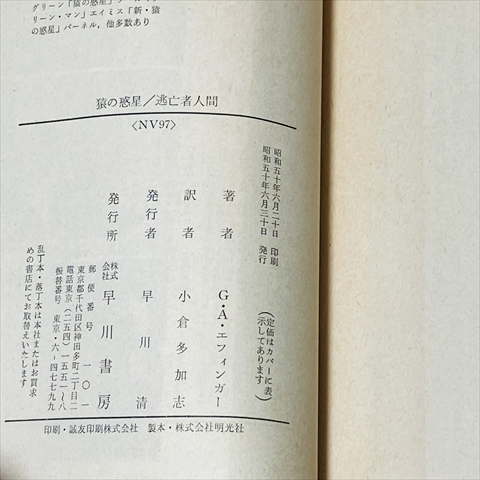 グリーン「猿の惑星」
リーン・マン」エイミス「新・猿
の惑星」パーネル,他多数あり
猿の惑星/逃亡者人間
〈NV97〉
昭和五十年六月二十日 印刷
昭和五十年六月三十日 発行
(定価はカバーに表
示してあります)
著者 G・A・エフィンガー
訳者 小倉多加志
発行者 早川清
発行所 株式会社 早川書房
郵便番号 一〇一
東京都千代田区神田多町二丁目二
電話東京(二五四)一五五一〜八
振替番号 東京・六‐四七七九九
乱丁本・落丁本は本社またはお買求
めの書店にてお取替えいたします
印刷・誠友印刷株式会社 製本・株式会社明光社